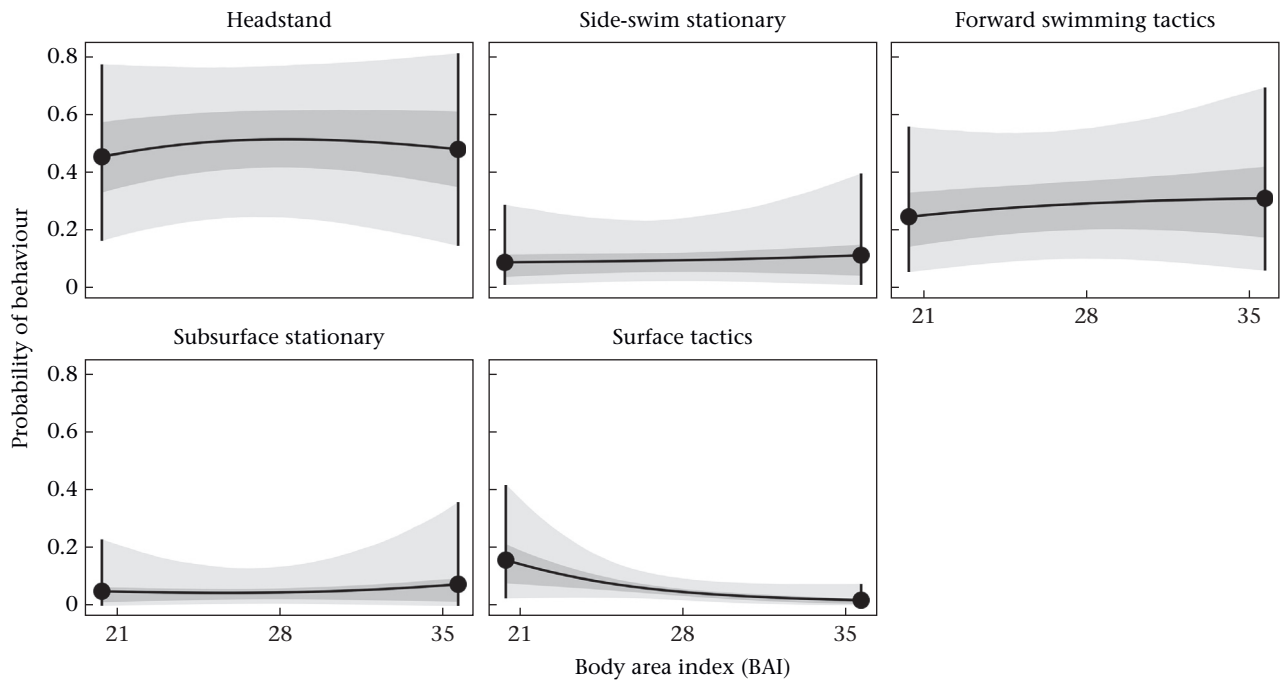 Headstand
Side-swim stationary
Forward swimming tactics
0.8
0.6
0.4
0.2
0
21
28
35
Subsurface stationary
Surface tactics
0.8
0.6
0.4
0.2
0
21
28
35
21
28
35
Probability of behaviour
Body area index (BAI)